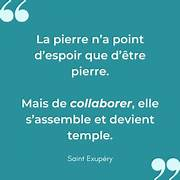 La pierre n’a point
d’espoir que d’être
pierre.
Mais de collaborer, elle
s’assemble et devient
temple.
Saint Exupéry